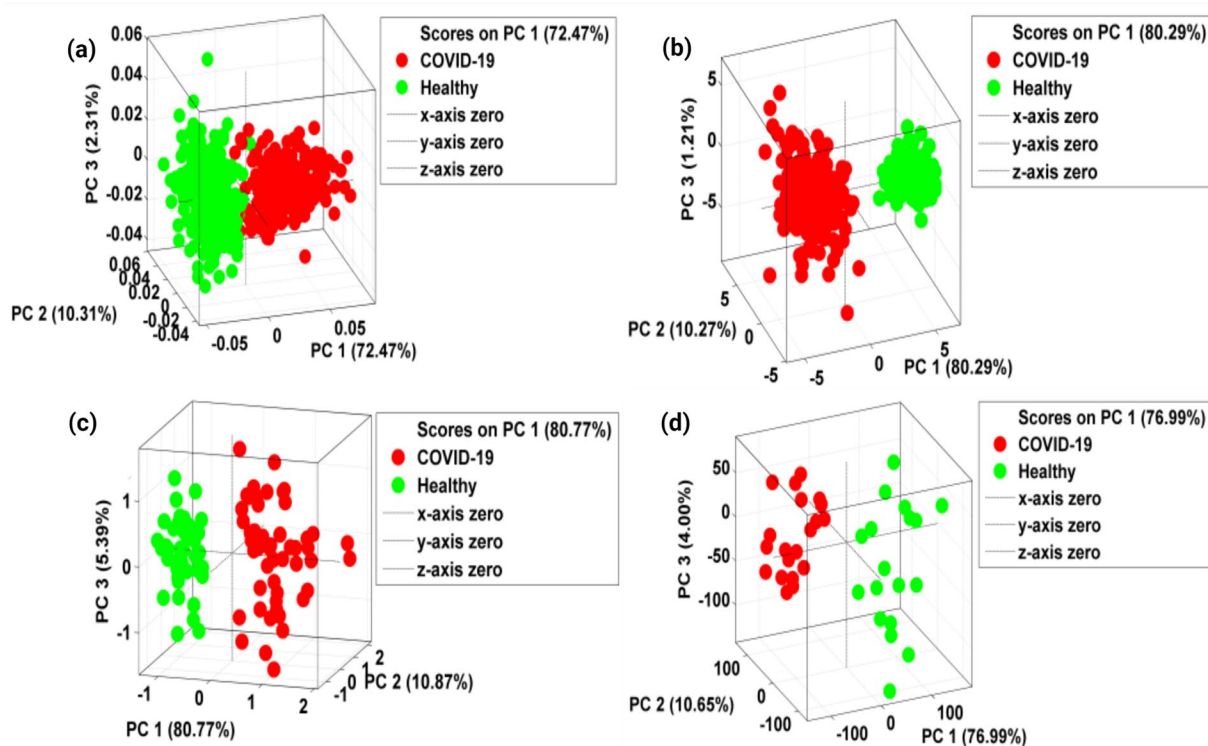 (a)
Scores on PC 1 (72.47%)
COVID-19
Healthy
x-axis zero
y-axis zero
z-axis zero
PC 3 (2.31%)
0.06
0.04
0.02
0
-0.02
-0.04
PC 2 (10.31%)
0.06
0.04
0.02
0
-0.02
-0.04
-0.05
0
0.05
PC 1 (72.47%)
(b)
Scores on PC 1 (80.29%)
COVID-19
Healthy
x-axis zero
y-axis zero
z-axis zero
PC 3 (1.21%)
5
0
-5
PC 2 (10.27%)
5
0
-5
-5
0
5
PC 1 (80.29%)
(c)
Scores on PC 1 (80.77%)
COVID-19
Healthy
x-axis zero
y-axis zero
z-axis zero
PC 3 (5.39%)
1
0
-1
-1
0
1
2
PC 1 (80.77%)
-1
0
1
2
PC 2 (10.87%)
(d)
Scores on PC 1 (76.99%)
COVID-19
Healthy
x-axis zero
y-axis zero
z-axis zero
PC 3 (4.00%)
50
0
-50
-100
PC 2 (10.65%)
100
0
-100
-100
0
100
PC 1 (76.99%)